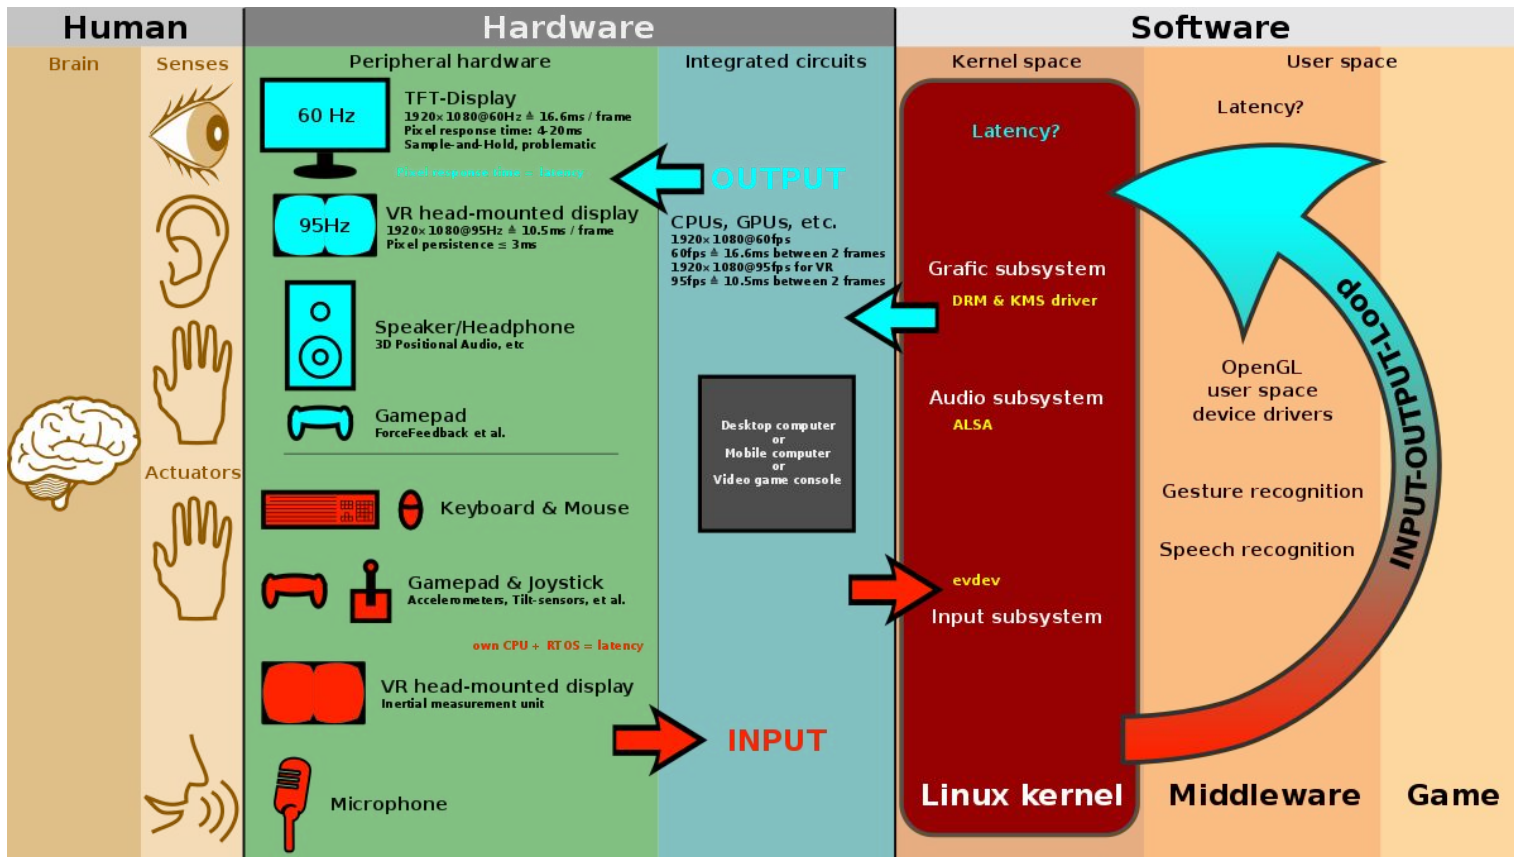 Human
Hardware
Software
Brain
Senses
Peripheral hardware
Integrated circuits
Kernel space
User space
60 Hz
TFT-Display
1920×1080@60Hz ≙ 16.6ms / frame
Pixel response time: 4-20ms
Sample-and-Hold, problematic
Pixel response time = latency
95Hz
VR head-mounted display
1920×1080@95Hz ≙ 10.5ms / frame
Pixel persistence ≤ 3ms
Speaker/Headphone
3D Positional Audio, etc
Gamepad
ForceFeedback et al.
Actuators
Keyboard & Mouse
Gamepad & Joystick
Accelerometers, Tilt-sensors, et al.
own CPU + RTOS = latency
VR head-mounted display
Inertial measurement unit
Microphone
OUTPUT
CPUs, GPUs, etc.
1920×1080@60fps
60fps ≙ 16.6ms between 2 frames
1920×1080@95fps for VR
95fps ≙ 10.5ms between 2 frames
Desktop computer
or
Mobile computer
or
Video game console
INPUT
Latency?
Grafic subsystem
DRM & KMS driver
Audio subsystem
ALSA
evdev
Input subsystem
Linux kernel
Latency?
OpenGL
user space
device drivers
Gesture recognition
Speech recognition
INPUT-OUTPUT-Loop
Middleware
Game